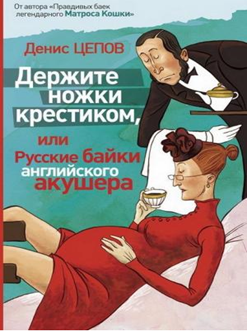 От автора «Правдивых баек
легендарного Матроса Кошки»
Денис ЦЕПОВ
Держите
ножки
крестиком,
или
Русские байки
английского
акушера